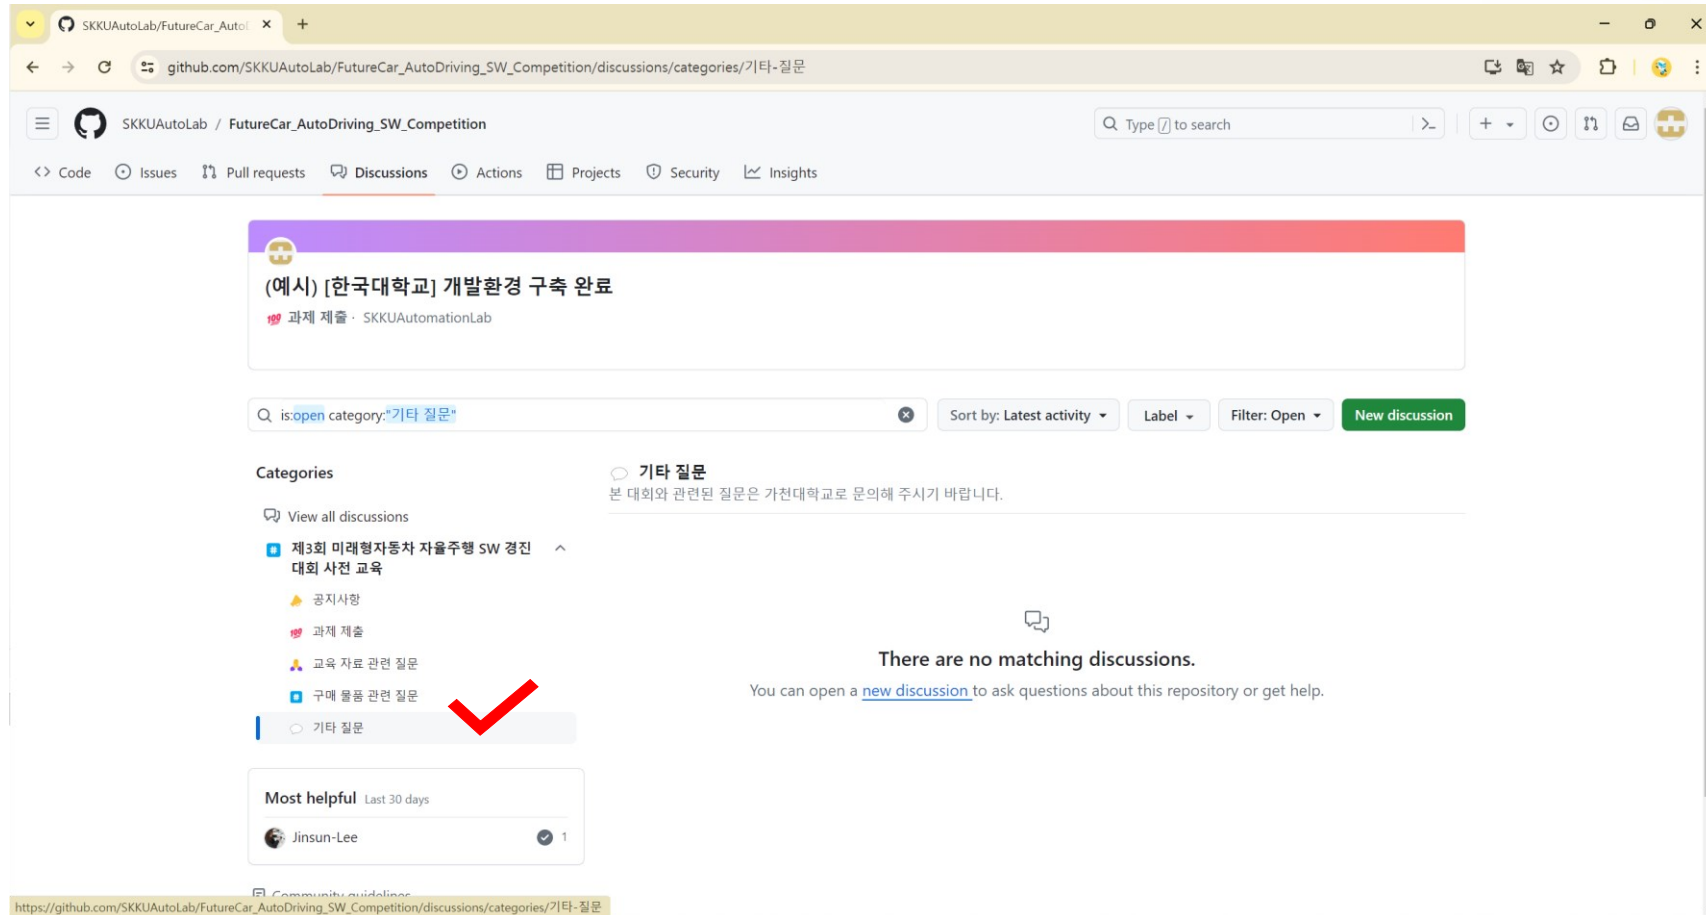 SKKUAutoLab/FutureCar_Auto
github.com/SKKUAutoLab/FutureCar_AutoDriving_SW_Competition/discussions/categories/기타-질문
SKKUAutoLab / FutureCar_AutoDriving_SW_Competition
Type / to search
Code Issues Pull requests Discussions Actions Projects Security Insights
(예시) [한국대학교] 개발환경 구축 완료
과제 제출 · SKKUAutomationLab
is:open category:"기타 질문"
Sort by: Latest activity
Label
Filter: Open
New discussion
Categories
View all discussions
제3회 미래형자동차 자율주행 SW 경진
대회 사전 교육
공지사항
과제 제출
교육 자료 관련 질문
구매 물품 관련 질문
기타 질문
기타 질문
본 대회와 관련된 질문은 가천대학교로 문의해 주시기 바랍니다.
There are no matching discussions.
You can open a new discussion to ask questions about this repository or get help.
Most helpful Last 30 days
Jinsun-Lee 1
Community guidelines
https://github.com/SKKUAutoLab/FutureCar_AutoDriving_SW_Competition/discussions/categories/기타-질문